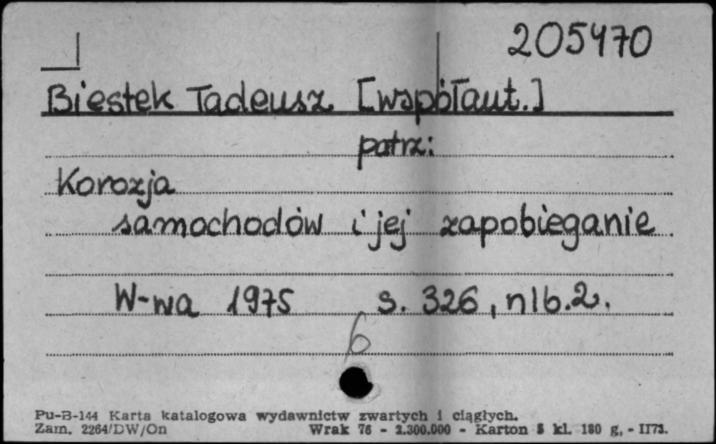 205470
Biestek Tadeusz [współaut.]
patrz:
Korozja
samochodów i jej zapobieganie
W-wa 1975 s. 326, nlb. 2.
6
Pu-B-144 Karta katalogowa wydawnictw zwartych i ciągłych.
Zam. 2264/DW/On Wrak 76 - 2.300.000 - Karton 5 kl. 180 g. - II73.